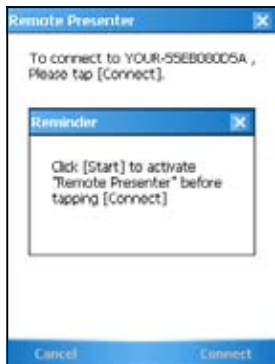 Remote Presenter
To connect to YOUR-55EB080D5A ,
Please tap [Connect].
Reminder
Click [Start] to activate
"Remote Presenter" before
tapping [Connect]
Cancel Connect